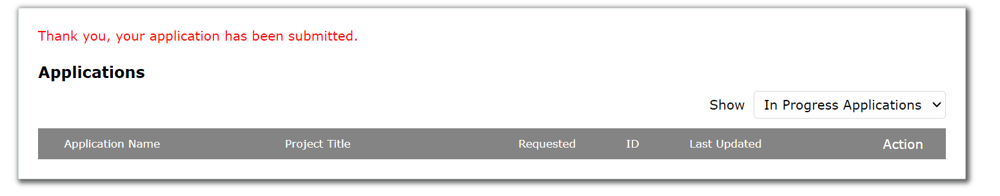 Thank you, your application has been submitted.
Applications
Show In Progress Applications
Application Name Project Title Requested ID Last Updated Action